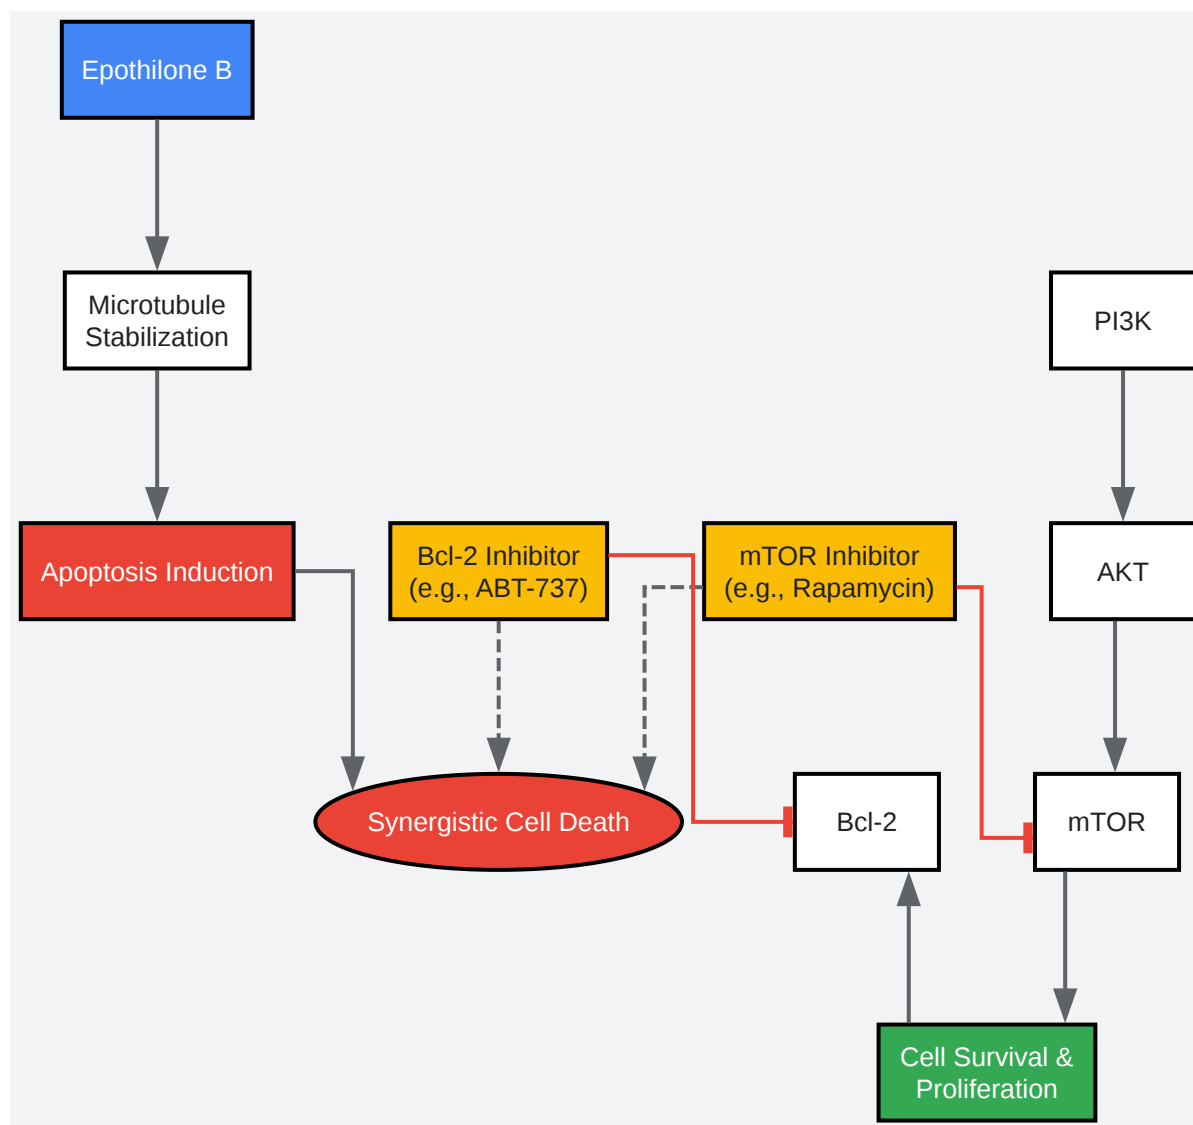 Epothilone B
Microtubule
Stabilization
PI3K
Apoptosis Induction
Bcl-2 Inhibitor
(e.g., ABT-737)
mTOR Inhibitor
(e.g., Rapamycin)
AKT
Synergistic Cell Death
Bcl-2
mTOR
Cell Survival &
Proliferation